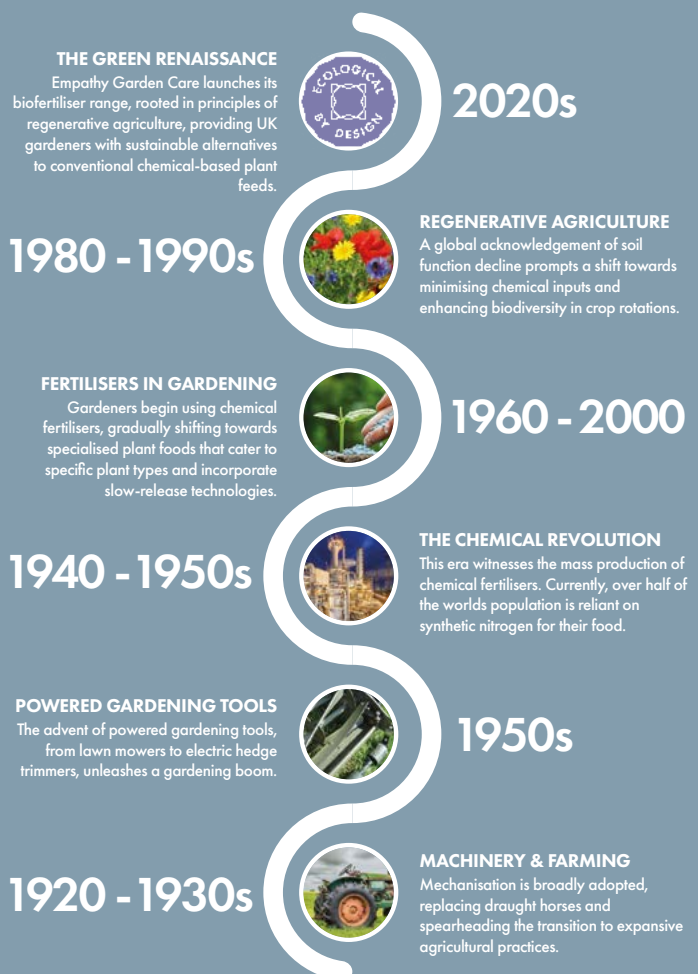 THE GREEN RENAISSANCE
Empathy Garden Care launches its
biofertiliser range, rooted in principles of
regenerative agriculture, providing UK
gardeners with sustainable alternatives
to conventional chemical-based plant
feeds.
ECOLOGICAL
BY DESIGN
2020s
1980 - 1990s
REGENERATIVE AGRICULTURE
A global acknowledgement of soil
function decline prompts a shift towards
minimising chemical inputs and
enhancing biodiversity in crop rotations.
FERTILISERS IN GARDENING
Gardeners begin using chemical
fertilisers, gradually shifting towards
specialised plant foods that cater to
specific plant types and incorporate
slow-release technologies.
1960 - 2000
1940 - 1950s
THE CHEMICAL REVOLUTION
This era witnesses the mass production of
chemical fertilisers. Currently, over half of
the worlds population is reliant on
synthetic nitrogen for their food.
POWERED GARDENING TOOLS
The advent of powered gardening tools,
from lawn mowers to electric hedge
trimmers, unleashes a gardening boom.
1950s
1920 - 1930s
MACHINERY & FARMING
Mechanisation is broadly adopted,
replacing draught horses and
spearheading the transition to expansive
agricultural practices.